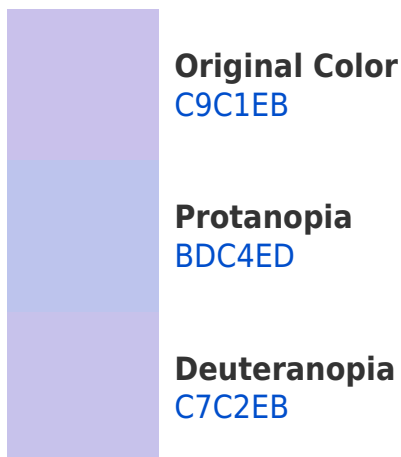 Original Color
C9C1EB
Protanopia
BDC4ED
Deuteranopia
C7C2EB